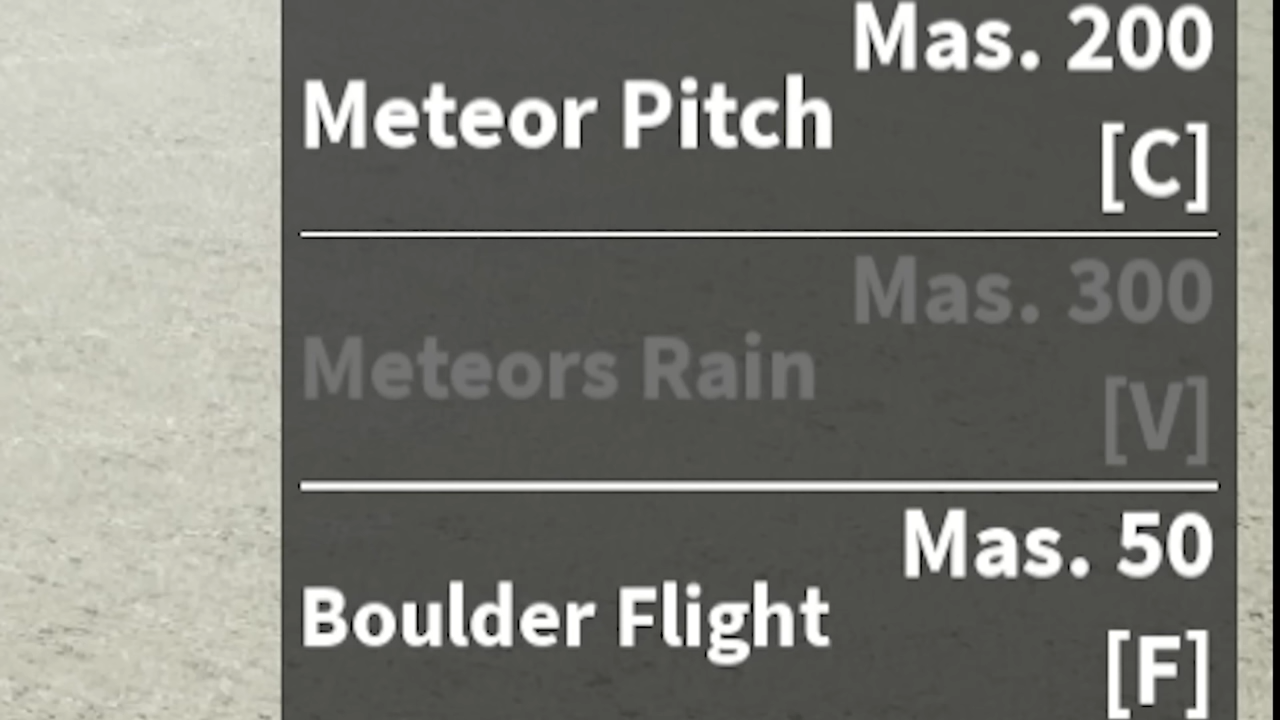 Mas. 200
Meteor Pitch
[C]
Mas. 300
Meteors Rain
[V]
Mas. 50
Boulder Flight
[F]